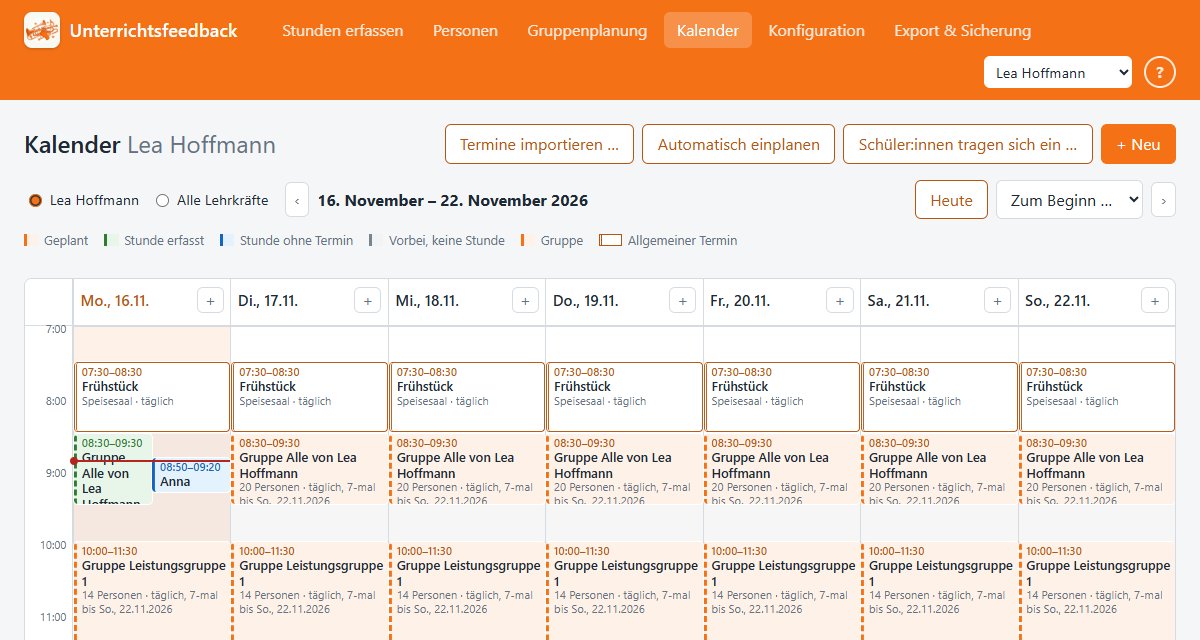 Unterrichtsfeedback
Stunden erfassen
Personen
Gruppenplanung
Kalender
Konfiguration
Export & Sicherung
Lea Hoffmann
?
Kalender Lea Hoffmann
Termine importieren ...
Automatisch einplanen
Schüler:innen tragen sich ein ...
+ Neu
Lea Hoffmann
Alle Lehrkräfte
‹
16. November – 22. November 2026
Heute
Zum Beginn ...
›
Geplant
Stunde erfasst
Stunde ohne Termin
Vorbei, keine Stunde
Gruppe
Allgemeiner Termin
Mo., 16.11. +
Di., 17.11. +
Mi., 18.11. +
Do., 19.11. +
Fr., 20.11. +
Sa., 21.11. +
So., 22.11. +
7:00
8:00
9:00
10:00
11:00
07:30–08:30
Frühstück
Speisesaal · täglich
08:30–09:30
Gruppe
Alle von
Lea
Hoffmann
08:50–09:20
Anna
10:00–11:30
Gruppe Leistungsgruppe
1
14 Personen · täglich, 7-mal
bis So., 22.11.2026
07:30–08:30
Frühstück
Speisesaal · täglich
08:30–09:30
Gruppe Alle von Lea
Hoffmann
20 Personen · täglich, 7-mal
bis So., 22.11.2026
10:00–11:30
Gruppe Leistungsgruppe
1
14 Personen · täglich, 7-mal
bis So., 22.11.2026
07:30–08:30
Frühstück
Speisesaal · täglich
08:30–09:30
Gruppe Alle von Lea
Hoffmann
20 Personen · täglich, 7-mal
bis So., 22.11.2026
10:00–11:30
Gruppe Leistungsgruppe
1
14 Personen · täglich, 7-mal
bis So., 22.11.2026
07:30–08:30
Frühstück
Speisesaal · täglich
08:30–09:30
Gruppe Alle von Lea
Hoffmann
20 Personen · täglich, 7-mal
bis So., 22.11.2026
10:00–11:30
Gruppe Leistungsgruppe
1
14 Personen · täglich, 7-mal
bis So., 22.11.2026
07:30–08:30
Frühstück
Speisesaal · täglich
08:30–09:30
Gruppe Alle von Lea
Hoffmann
20 Personen · täglich, 7-mal
bis So., 22.11.2026
10:00–11:30
Gruppe Leistungsgruppe
1
14 Personen · täglich, 7-mal
bis So., 22.11.2026
07:30–08:30
Frühstück
Speisesaal · täglich
08:30–09:30
Gruppe Alle von Lea
Hoffmann
20 Personen · täglich, 7-mal
bis So., 22.11.2026
10:00–11:30
Gruppe Leistungsgruppe
1
14 Personen · täglich, 7-mal
bis So., 22.11.2026
07:30–08:30
Frühstück
Speisesaal · täglich
08:30–09:30
Gruppe Alle von Lea
Hoffmann
20 Personen · täglich, 7-mal
bis So., 22.11.2026
10:00–11:30
Gruppe Leistungsgruppe
1
14 Personen · täglich, 7-mal
bis So., 22.11.2026